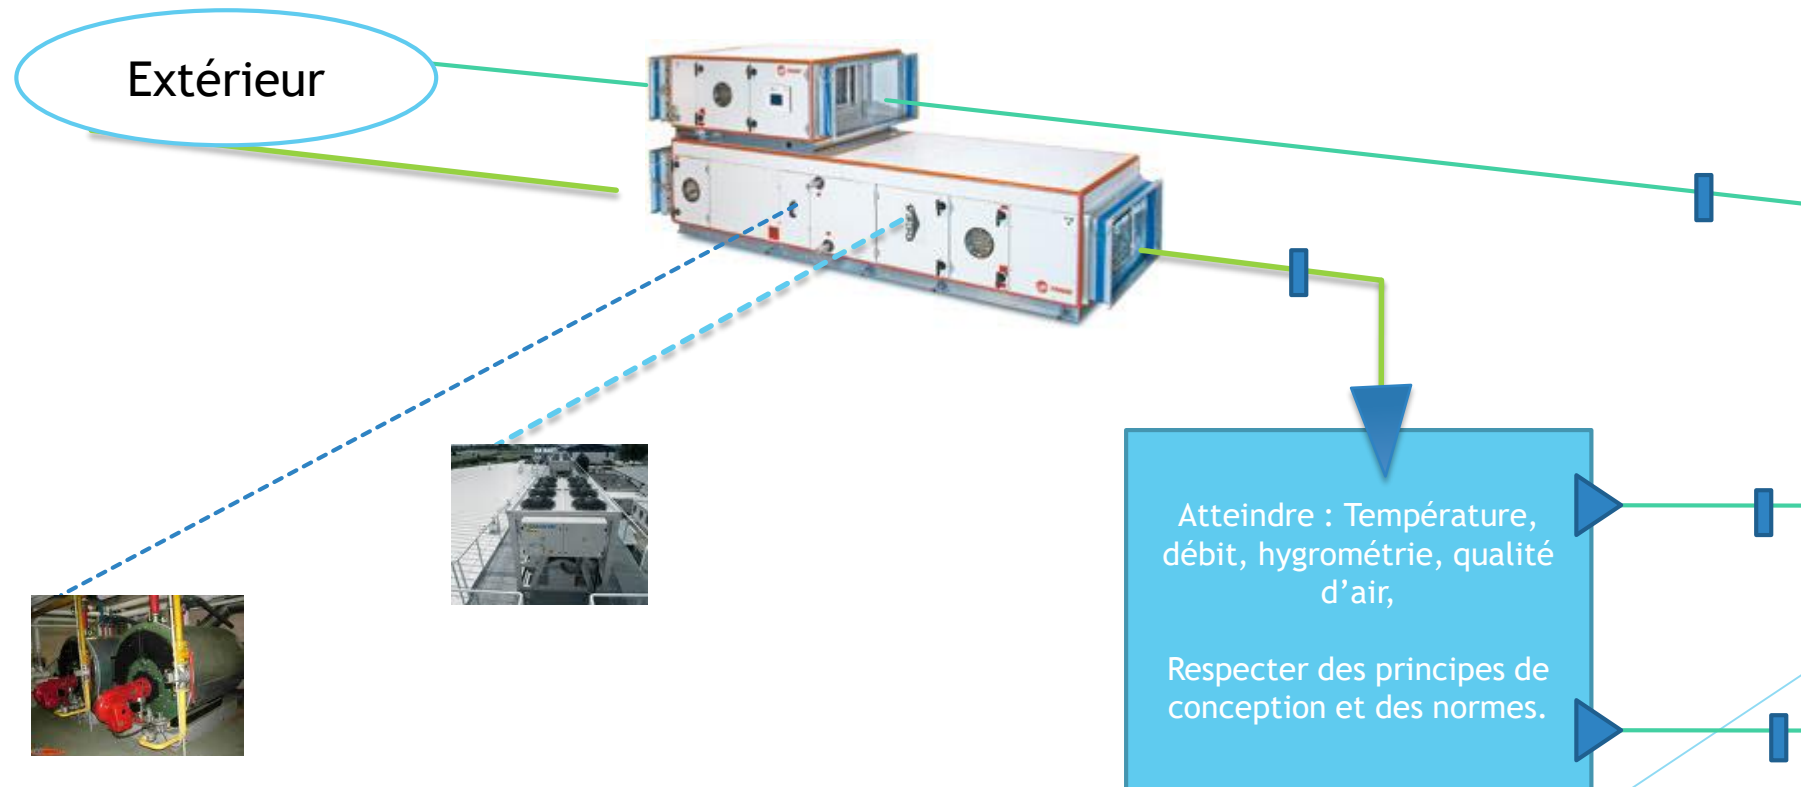 Extérieur
Atteindre : Température,
débit, hygrométrie, qualité
d’air,
Respecter des principes de
conception et des normes.